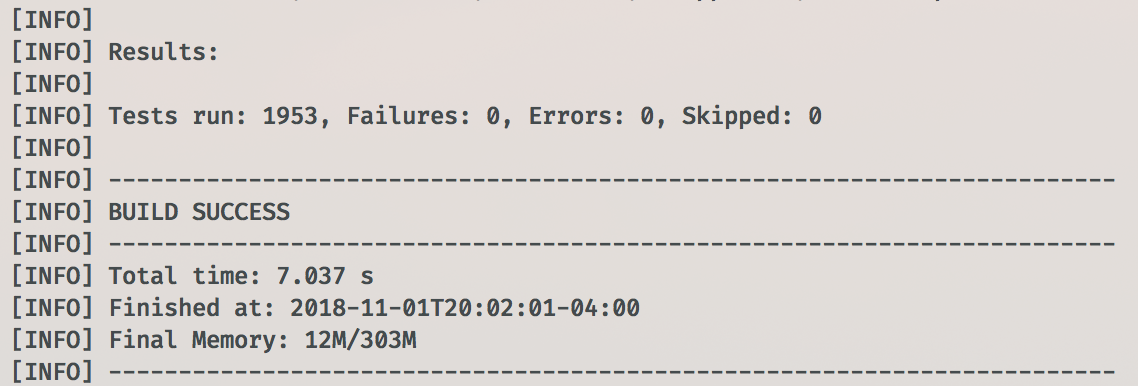 [INFO]
[INFO] Results:
[INFO]
[INFO] Tests run: 1953, Failures: 0, Errors: 0, Skipped: 0
[INFO]
[INFO] ------------------------------------------------------------------------
[INFO] BUILD SUCCESS
[INFO] ------------------------------------------------------------------------
[INFO] Total time: 7.037 s
[INFO] Finished at: 2018-11-01T20:02:01-04:00
[INFO] Final Memory: 12M/303M
[INFO] ------------------------------------------------------------------------